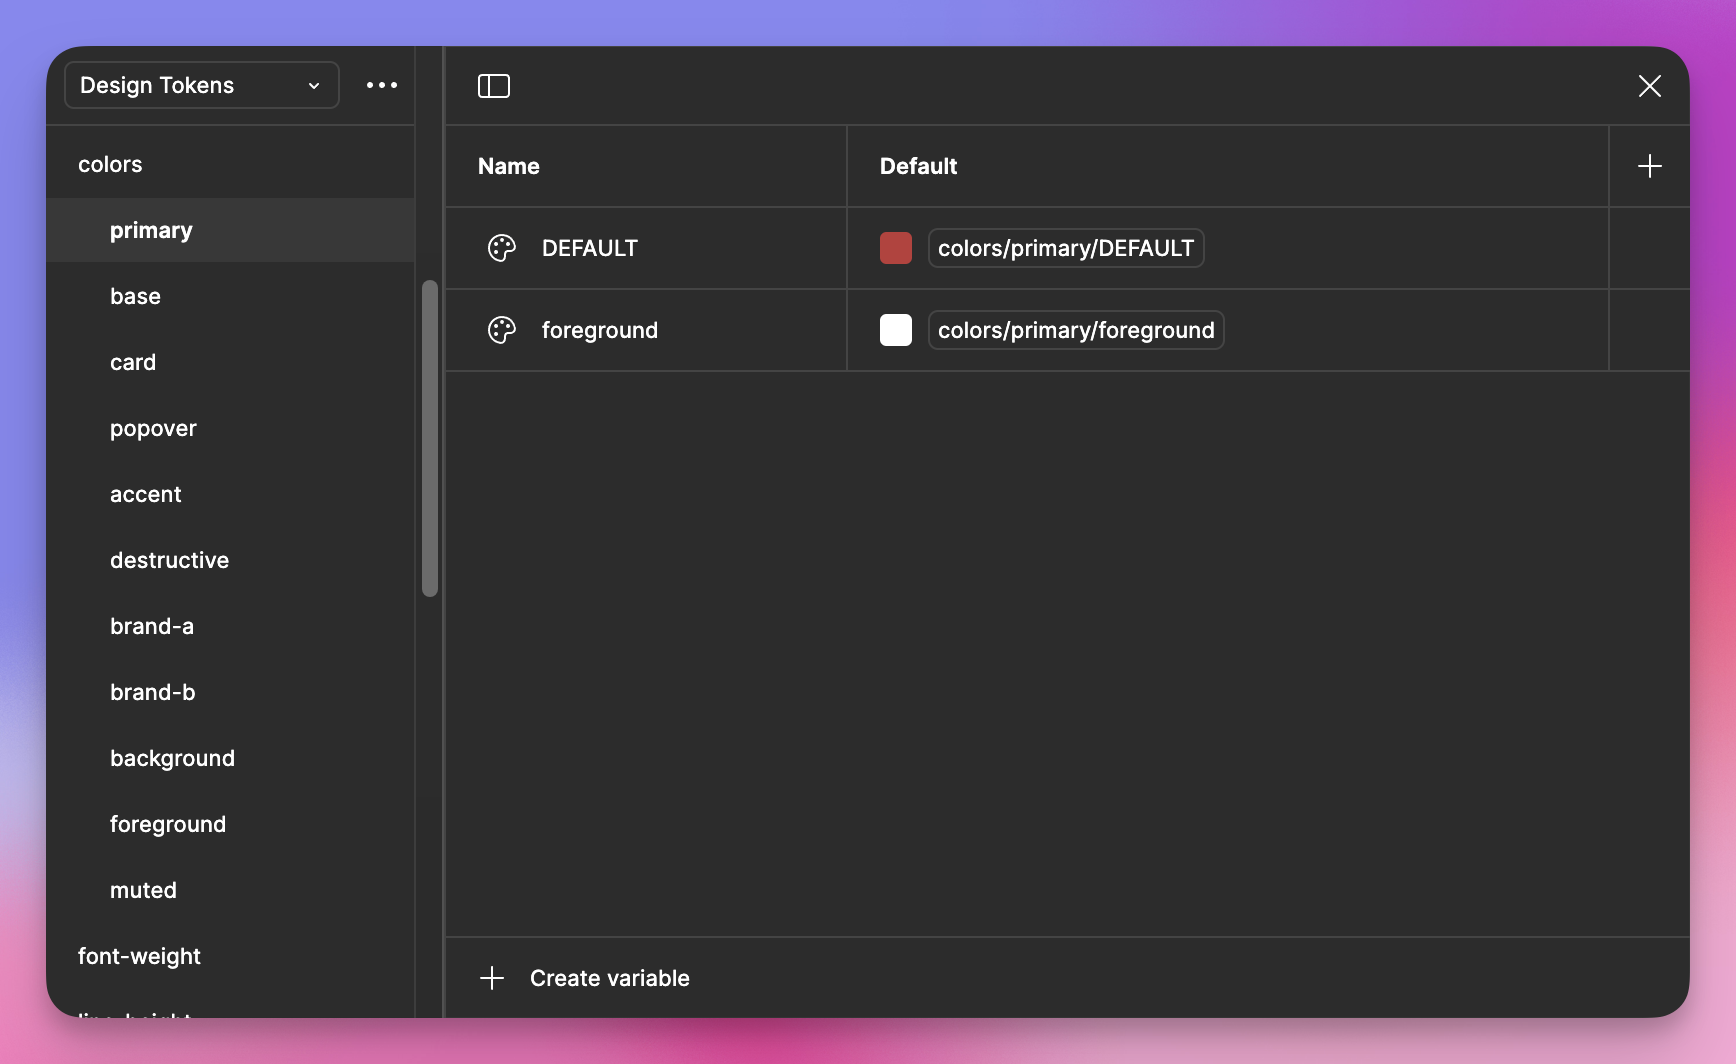 Design Tokens
colors
primary
base
card
popover
accent
destructive
brand-a
brand-b
background
foreground
muted
font-weight
Name
Default
DEFAULT
colors/primary/DEFAULT
foreground
colors/primary/foreground
Create variable